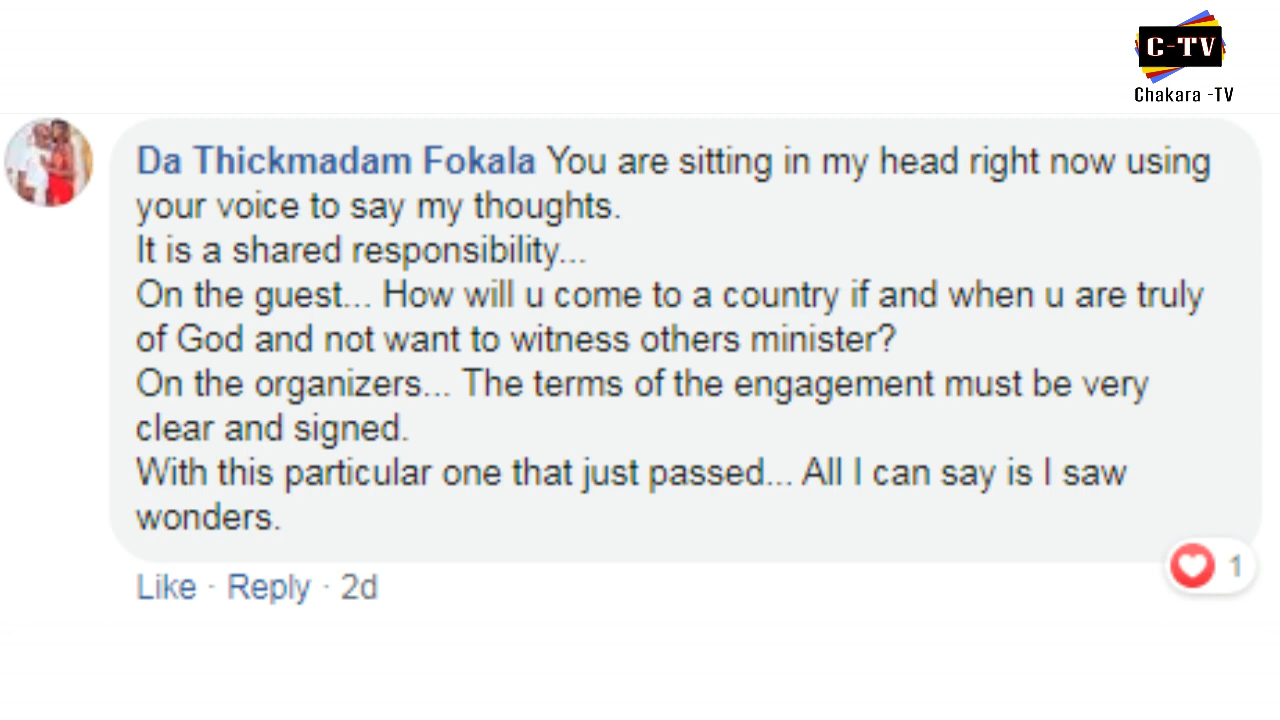 C-TV
Chakara -TV
Da Thickmadam Fokala You are sitting in my head right now using
your voice to say my thoughts.
It is a shared responsibility...
On the guest... How will u come to a country if and when u are truly
of God and not want to witness others minister?
On the organizers... The terms of the engagement must be very
clear and signed.
With this particular one that just passed... All I can say is I saw
wonders.
1
Like · Reply · 2d